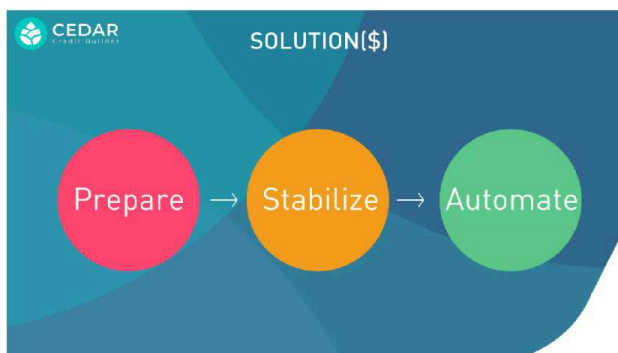 CEDAR
Credit Builder
SOLUTION($)
Prepare → Stabilize → Automate